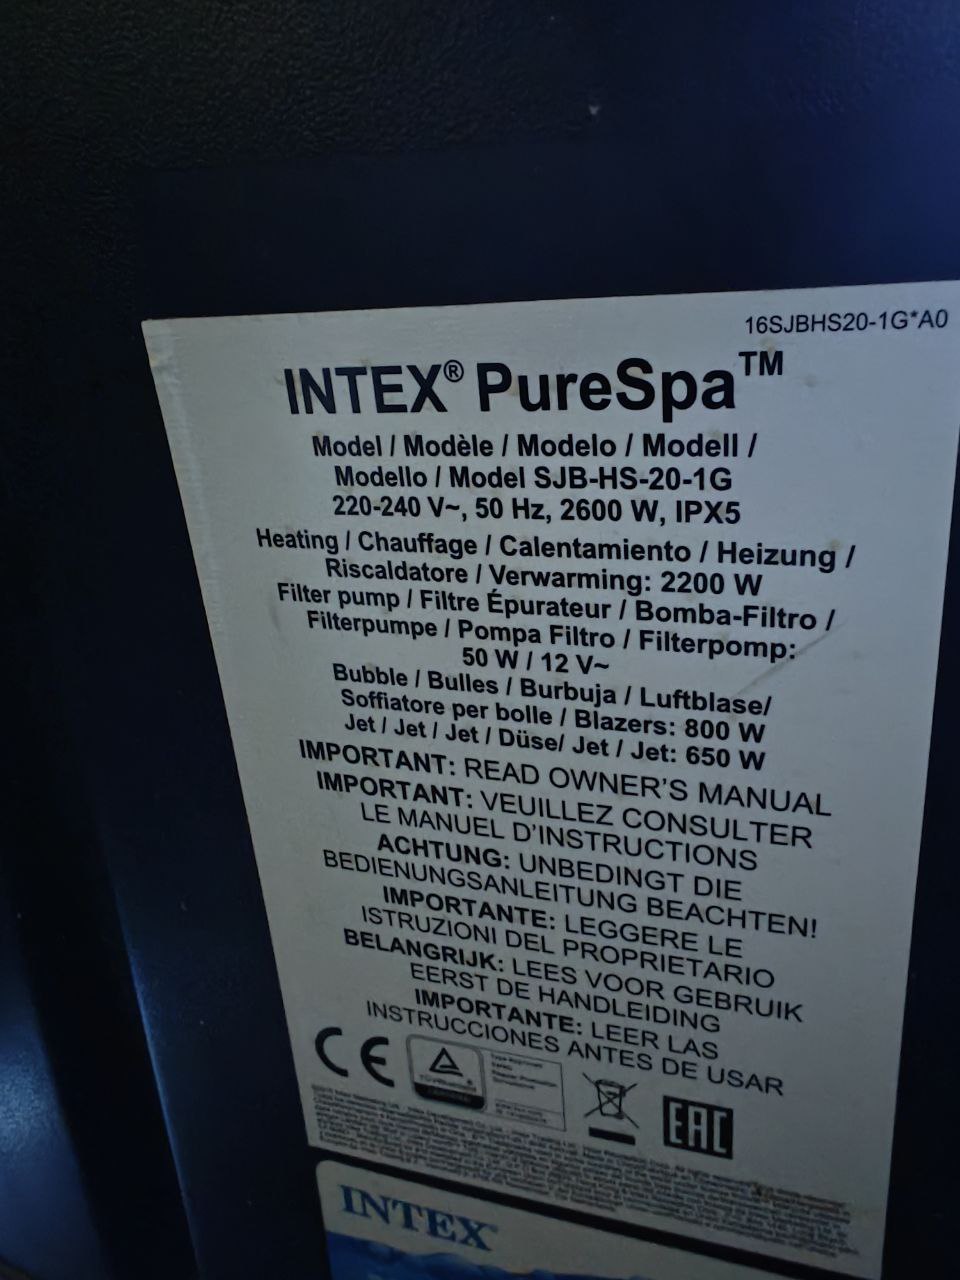 16SJBHS20-1G*A0
INTEX® PureSpa™
Model / Modèle / Modelo / Modell /
Modello / Model SJB-HS-20-1G
220-240 V~, 50 Hz, 2600 W, IPX5
Heating / Chauffage / Calentamiento / Heizung /
Riscaldatore / Verwarming: 2200 W
Filter pump / Filtre Épurateur / Bomba-Filtro /
Filterpumpe / Pompa Filtro / Filterpomp:
50 W / 12 V~
Bubble / Bulles / Burbuja / Luftblase/
Soffiatore per bolle / Blazers: 800 W
Jet / Jet / Jet / Düse/ Jet / Jet: 650 W
IMPORTANT: READ OWNER'S MANUAL
IMPORTANT: VEUILLEZ CONSULTER
LE MANUEL D'INSTRUCTIONS
ACHTUNG: UNBEDINGT DIE
BEDIENUNGSANLEITUNG BEACHTEN!
IMPORTANTE: LEGGERE LE
ISTRUZIONI DEL PROPRIETARIO
BELANGRIJK: LEES VOOR GEBRUIK
EERST DE HANDLEIDING
IMPORTANTE: LEER LAS
INSTRUCCIONES ANTES DE USAR
CE
EAC
INTEX®